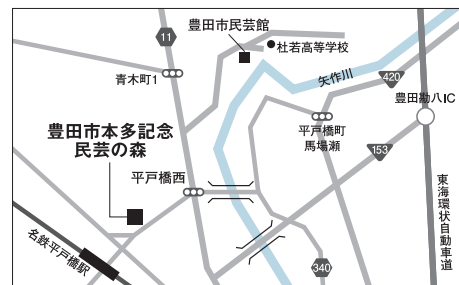 11
豊田市民芸館
杜若高等学校
青木町1
矢作川
420
豊田勘八IC
豊田市本多記念
民芸の森
平戸橋町
馬場瀬
153
平戸橋西
東海環状自動車道
名鉄平戸橋駅
340